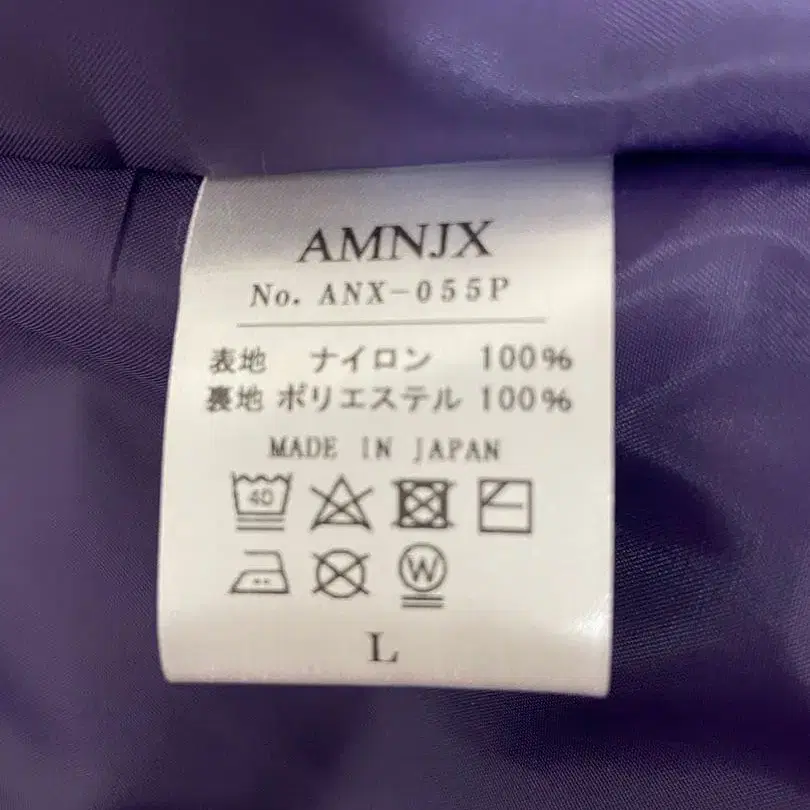 AMNJX
No. ANX-055P
表地 ナイロン 100%
裏地 ポリエステル 100%
MADE IN JAPAN
40
W
L